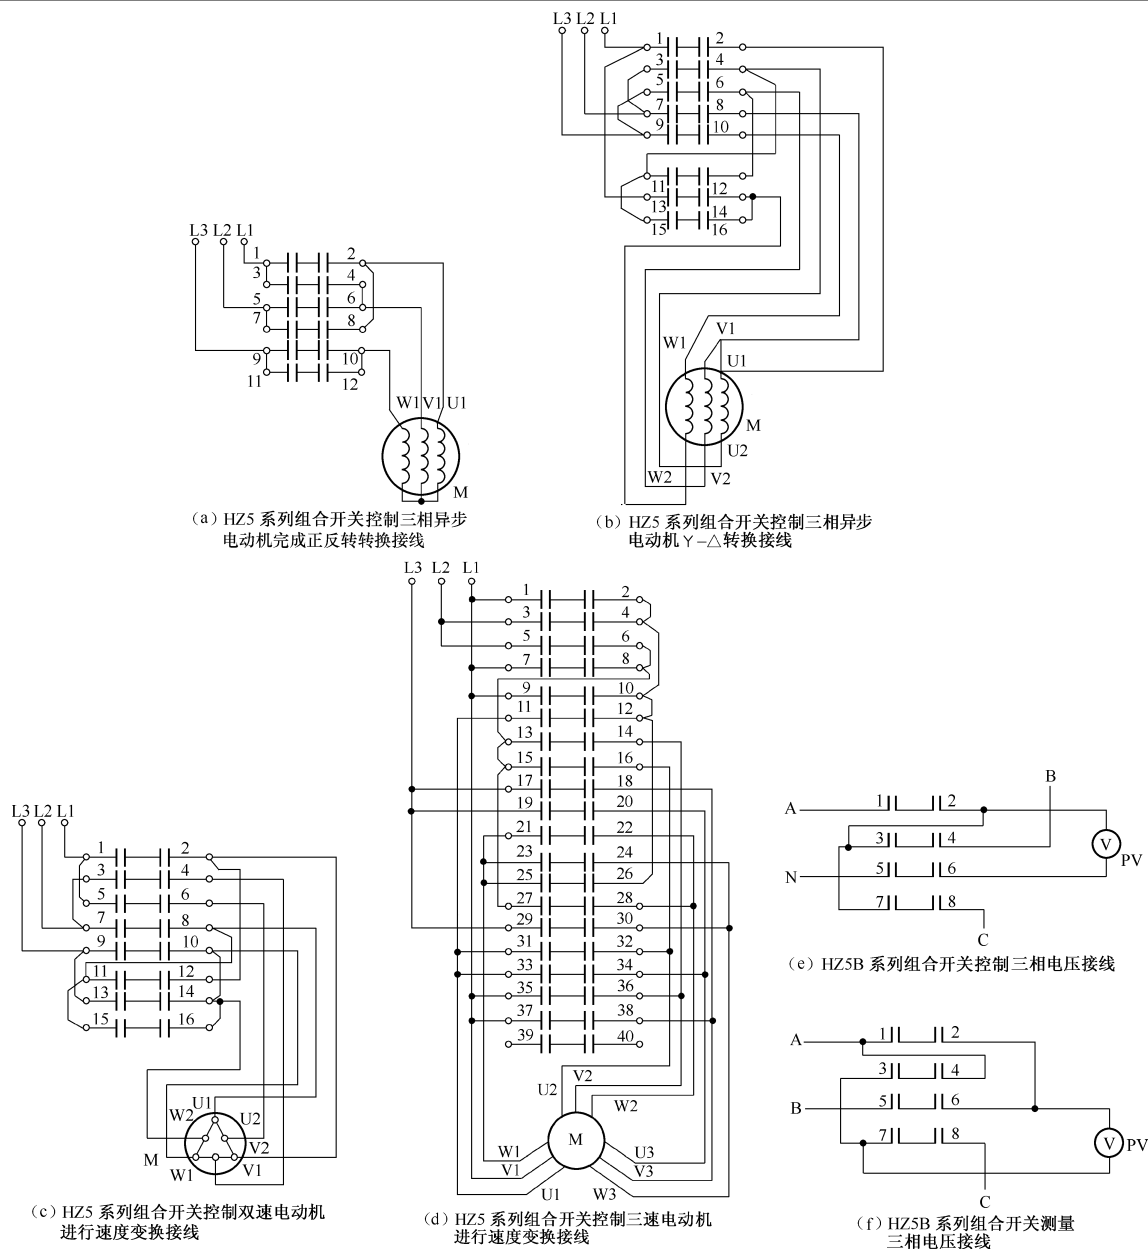 L3 L2 L1
1 2
3 4
5 6
7 8
9 10
11 12
13 14
15 16
W1
V1
U1
M
U2
W2
V2
(b) HZ5 系列组合开关控制三相异步
电动机Y-△转换接线
L3 L2 L1
1 2
3 4
5 6
7 8
9 10
11 12
W1 V1 U1
M
(a) HZ5 系列组合开关控制三相异步
电动机完成正反转转换接线
L3 L2 L1
1 2
3 4
5 6
7 8
9 10
11 12
13 14
15 16
17 18
19 20
21 22
23 24
25 26
27 28
29 30
31 32
33 34
35 36
37 38
39 40
U2
V2
W2
M
W1
V1
U1
U3
V3
W3
(d) HZ5 系列组合开关控制三速电动机
进行速度变换接线
L3 L2 L1
1 2
3 4
5 6
7 8
9 10
11 12
13 14
15 16
U1
W2
U2
V2
M
W1
V1
(c) HZ5 系列组合开关控制双速电动机
进行速度变换接线
B
A
1 2
3 4
V
PV
N
5 6
7 8
C
(e) HZ5B 系列组合开关控制三相电压接线
A
1 2
3 4
B
5 6
7 8
V
PV
C
(f) HZ5B 系列组合开关测量
三相电压接线